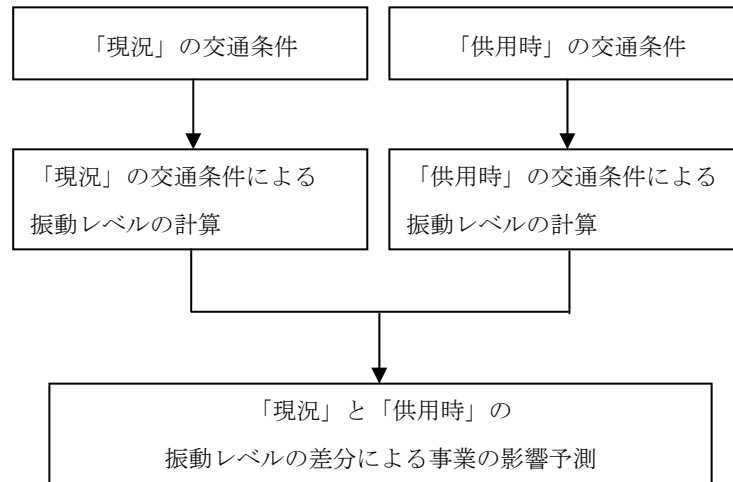 「現況」の交通条件
「供用時」の交通条件
「現況」の交通条件による
振動レベルの計算
「供用時」の交通条件による
振動レベルの計算
「現況」と「供用時」の
振動レベルの差分による事業の影響予測